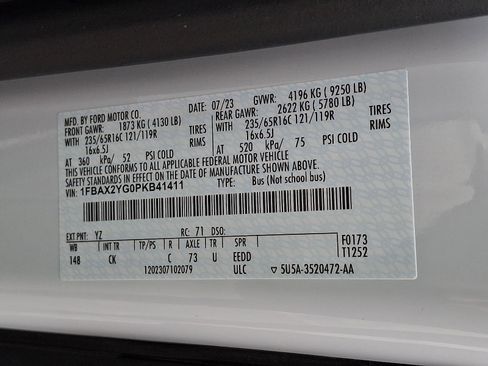 MFD. BY FORD MOTOR CO. DATE: 07/23 GVWR: 4196 KG ( 9250 LB)
FRONT GAWR: 1873 KG ( 4130 LB) REAR GAWR: 2622 KG ( 5780 LB)
WITH 235/65R16C 121/119R TIRES WITH 235/65R16C 121/119R TIRES
16x6.5J 16x6.5J RIMS
AT 360 kPa/ 52 PSI COLD AT 520 kPa/ 75 PSI COLD
THIS VEHICLE CONFORMS TO ALL APPLICABLE FEDERAL MOTOR VEHICLE
SAFETY STANDARDS IN EFFECT ON THE DATE OF MANUFACTURE SHOWN ABOVE.
VIN: 1FBAX2YG0PKB41411 TYPE: Bus (Not school bus)
EXT PNT: YZ RC: 71 DSO: F0173
WB INT TR TP/PS R AXLE TR SPR T1252
148 CK C 73 U EEDD
1202307102079 ULC ▽ 5U5A-3520472-AA